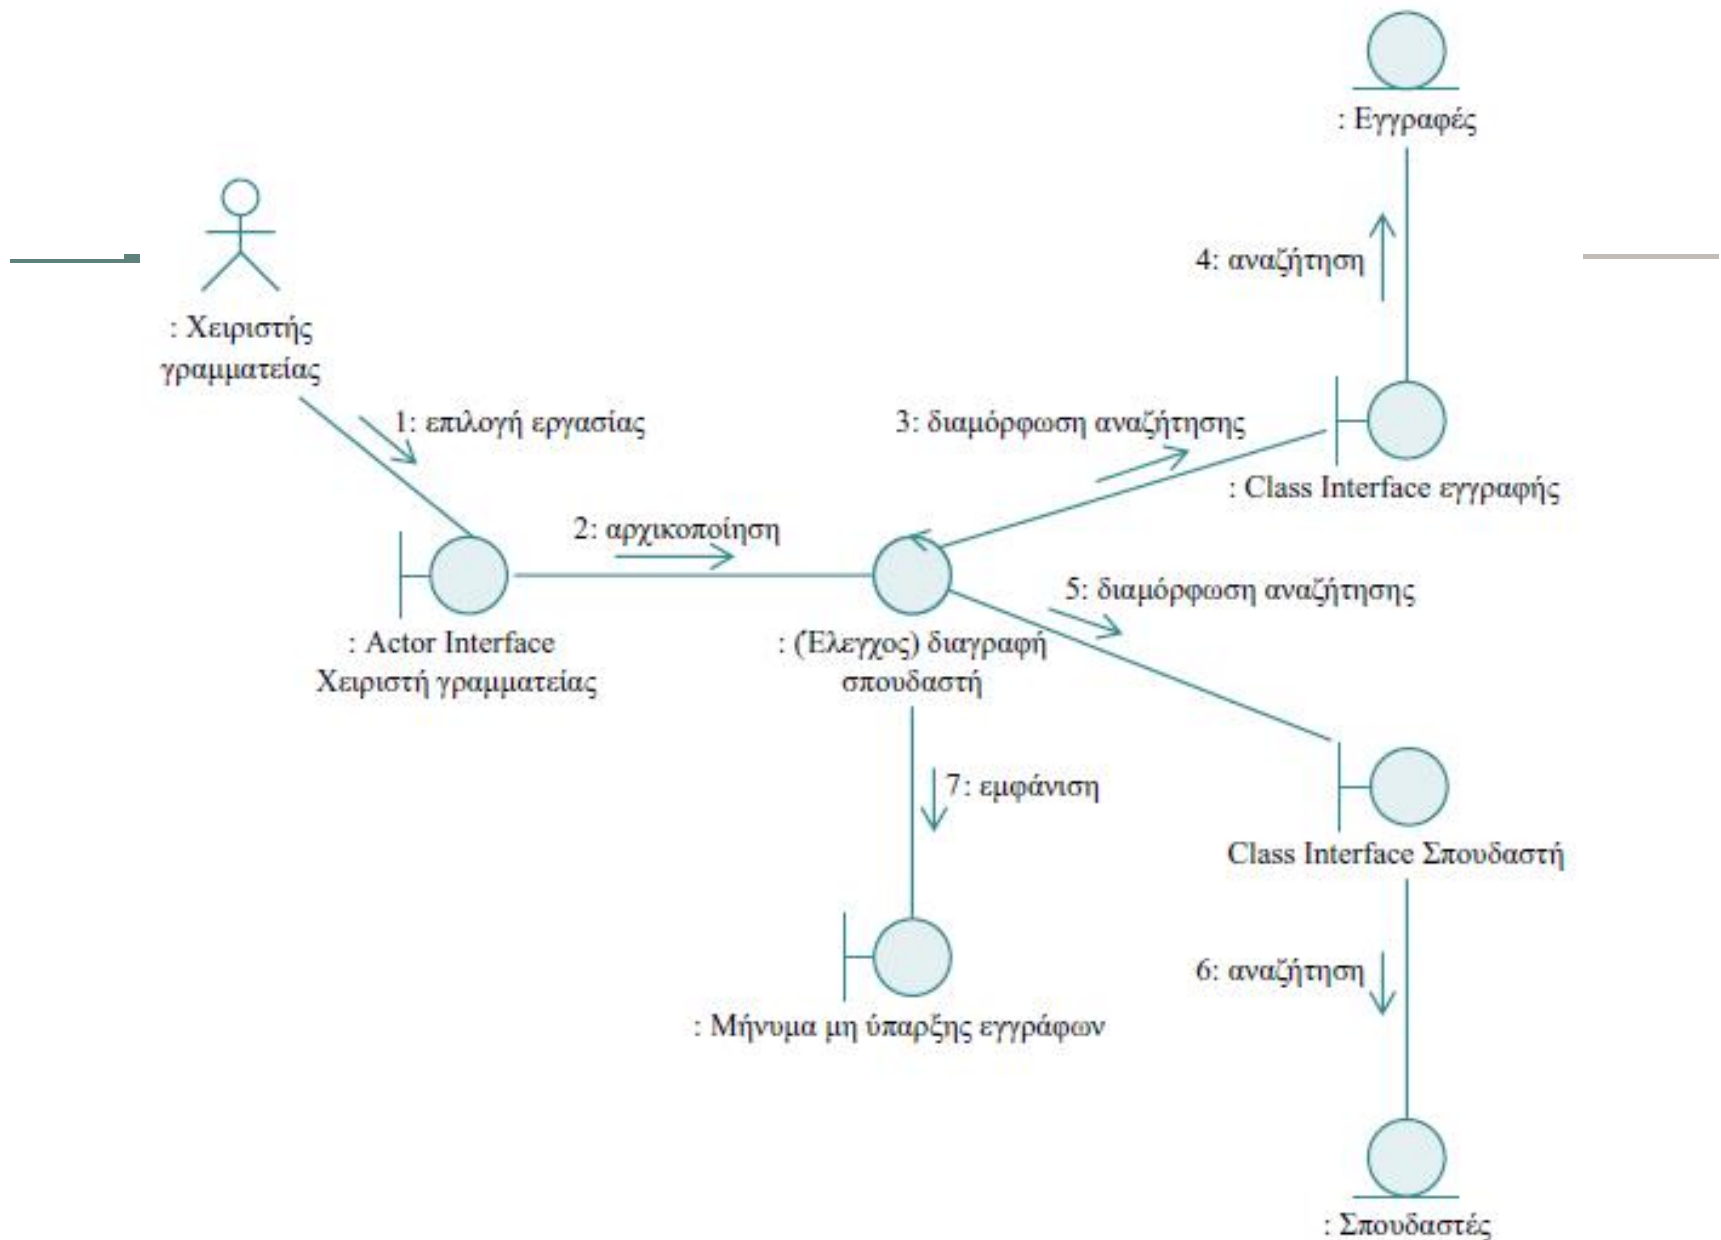 : Εγγραφές
4: αναζήτηση
: Χειριστής
γραμματείας
1: επιλογή εργασίας
3: διαμόρφωση αναζήτησης
: Class Interface εγγραφής
2: αρχικοποίηση
5: διαμόρφωση αναζήτησης
: Actor Interface
Χειριστή γραμματείας
: (Έλεγχος) διαγραφή
σπουδαστή
7: εμφάνιση
Class Interface Σπουδαστή
6: αναζήτηση
: Μήνυμα μη ύπαρξης εγγράφων
: Σπουδαστές